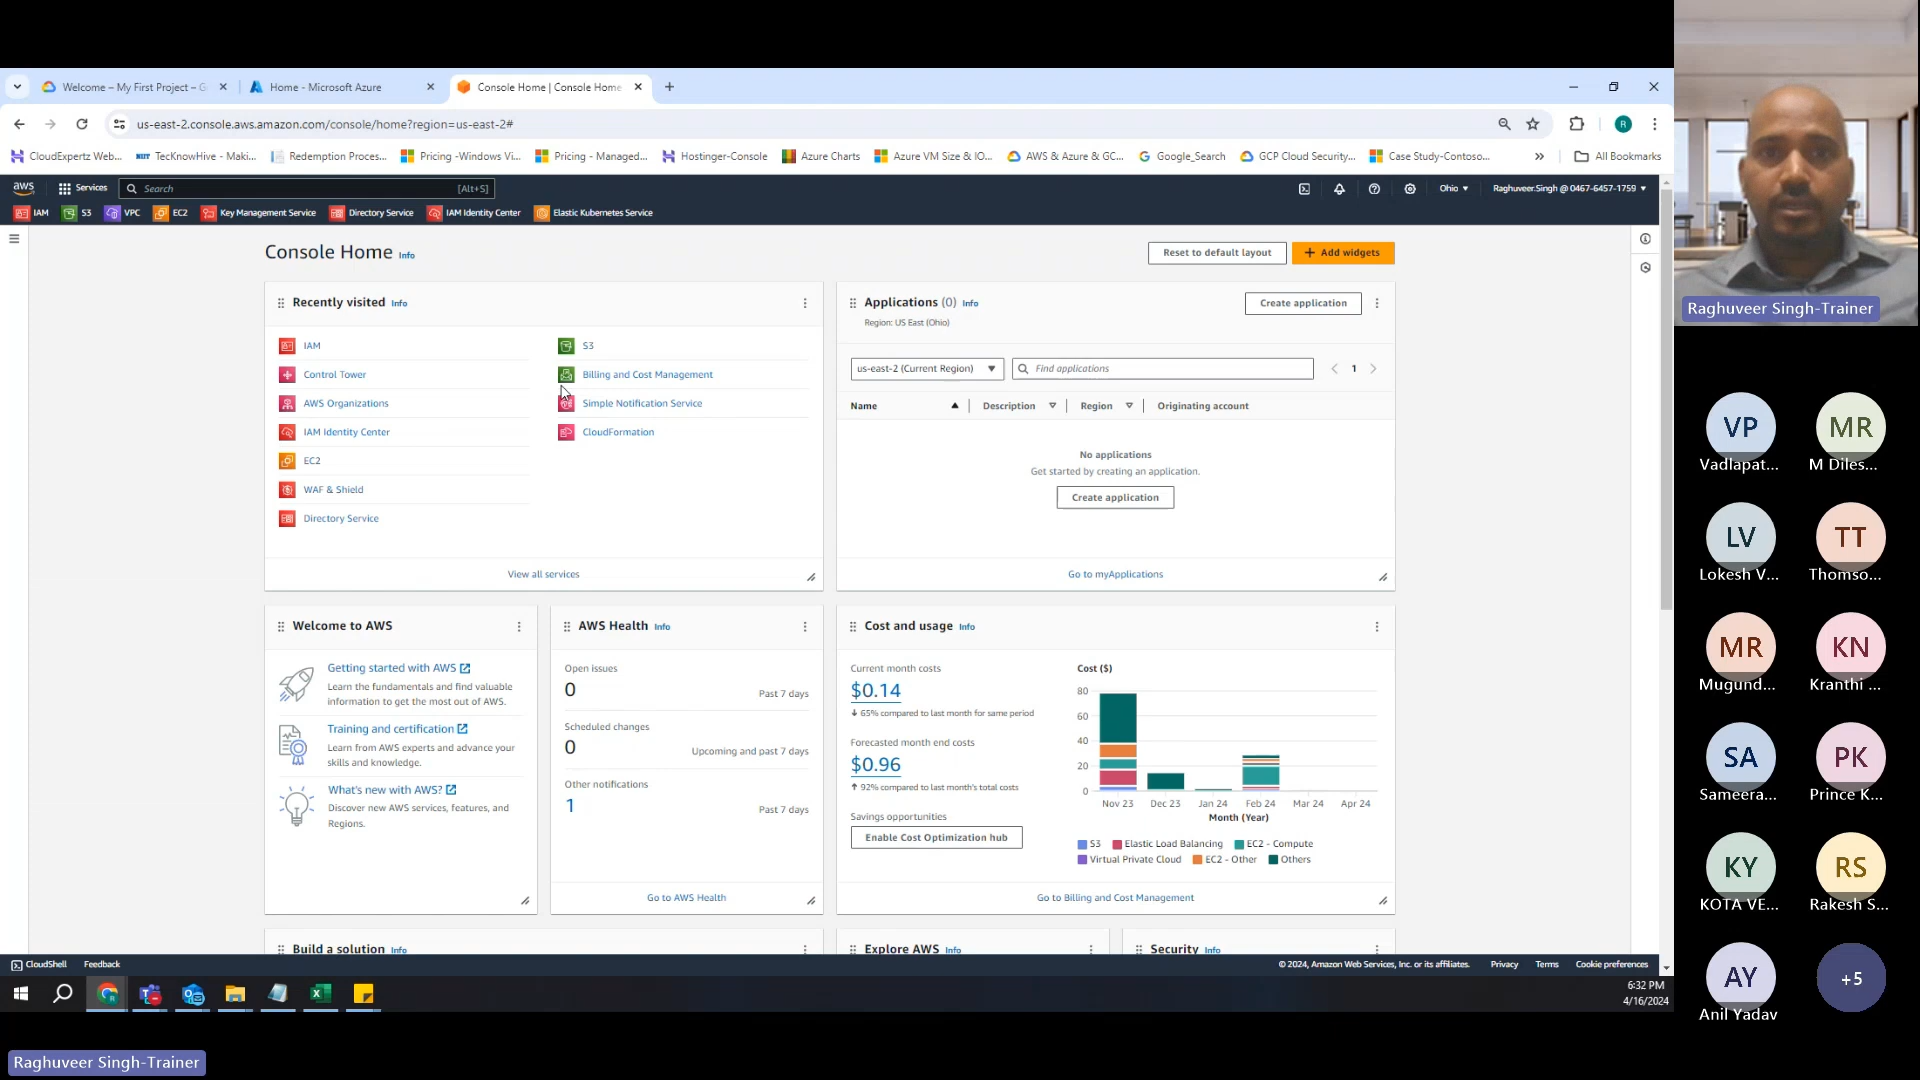 Welcome – My First Project – G
Home - Microsoft Azure
Console Home | Console Home
us-east-2.console.aws.amazon.com/console/home?region=us-east-2#
CloudExpertz Web...
TecKnowHive - Maki...
Redemption Proces...
Pricing -Windows Vi...
Pricing - Managed...
Hostinger-Console
Azure Charts
Azure VM Size & IO...
AWS & Azure & GC...
Google_Search
GCP Cloud Security,...
Case Study-Contoso...
All Bookmarks
aws
Services
Search
[Alt+S]
Ohio
Raghuveer.Singh @ 0467-6457-1759
IAM
S3
VPC
EC2
Key Management Service
Directory Service
IAM Identity Center
Elastic Kubernetes Service
Console Home Info
Reset to default layout
Add widgets
Recently visited Info
IAM
Control Tower
AWS Organizations
IAM Identity Center
EC2
WAF & Shield
Directory Service
S3
Billing and Cost Management
Simple Notification Service
CloudFormation
View all services
Applications (0) Info
Region: US East (Ohio)
Create application
us-east-2 (Current Region)
Find applications
1
Name
Description
Region
Originating account
No applications
Get started by creating an application.
Create application
Go to myApplications
Welcome to AWS
Getting started with AWS
Learn the fundamentals and find valuable
information to get the most out of AWS.
Training and certification
Learn from AWS experts and advance your
skills and knowledge.
What's new with AWS?
Discover new AWS services, features, and
Regions.
AWS Health Info
Open issues
0
Past 7 days
Scheduled changes
0
Upcoming and past 7 days
Other notifications
1
Past 7 days
Go to AWS Health
Cost and usage Info
Current month costs
$0.14
65% compared to last month for same period
Forecasted month end costs
$0.96
92% compared to last month's total costs
Savings opportunities
Enable Cost Optimization hub
Cost ($)
80
60
40
20
0
Nov 23
Dec 23
Jan 24
Feb 24
Mar 24
Apr 24
Month (Year)
S3
Elastic Load Balancing
EC2 - Compute
Virtual Private Cloud
EC2 - Other
Others
Go to Billing and Cost Management
Build a solution Info
Explore AWS Info
Security Info
CloudShell
Feedback
© 2024, Amazon Web Services, Inc. or its affiliates.
Privacy
Terms
Cookie preferences
6:32 PM
4/16/2024
Raghuveer Singh-Trainer
Raghuveer Singh-Trainer
VP
Vadlapat...
MR
M Diles...
LV
Lokesh V...
TT
Thomso...
MR
Mugund...
KN
Kranthi ...
SA
Sameera...
PK
Prince K...
KY
KOTA VE...
RS
Rakesh S...
AY
Anil Yadav
+5